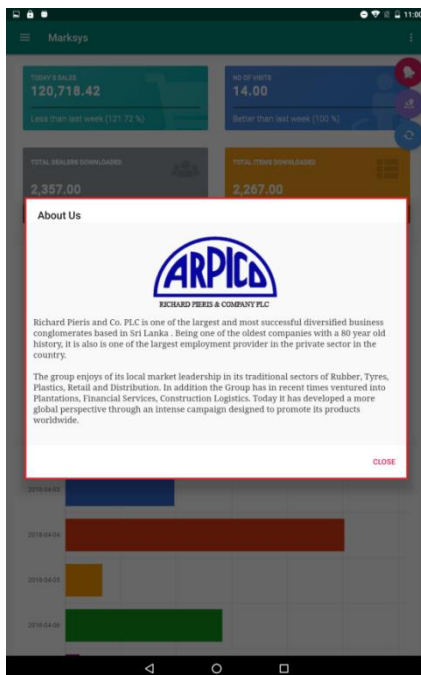 11:00
Marksys
TODAY'S SALES
120,718.42
Less than last week (121.72 %)
NO OF VISITS
14.00
Better than last week (100 %)
TOTAL DEALERS DOWNLOADED
2,357.00
TOTAL ITEMS DOWNLOADED
2,267.00
About Us
ARPICO
RICHARD PIERIS & COMPANY PLC
Richard Pieris and Co. PLC is one of the largest and most successful diversified business
conglomerates based in Sri Lanka . Being one of the oldest companies with a 80 year old
history, it is also is one of the largest employment provider in the private sector in the
country.
The group enjoys of its local market leadership in its traditional sectors of Rubber, Tyres,
Plastics, Retail and Distribution. In addition the Group has in recent times ventured into
Plantations, Financial Services, Construction Logistics. Today it has developed a more
global perspective through an intense campaign designed to promote its products
worldwide.
CLOSE
2018-04-03
2018-04-04
2018-04-05
2018-04-06